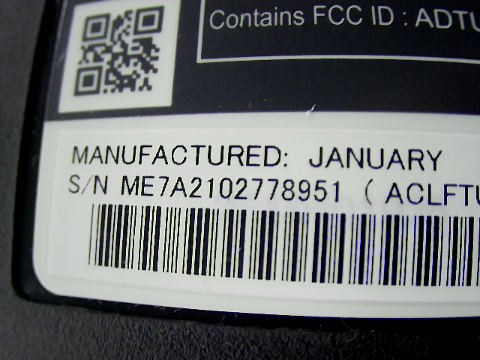 Contains FCC ID : ADTU
MANUFACTURED: JANUARY
S/N ME7A2102778951 ( ACLFTU